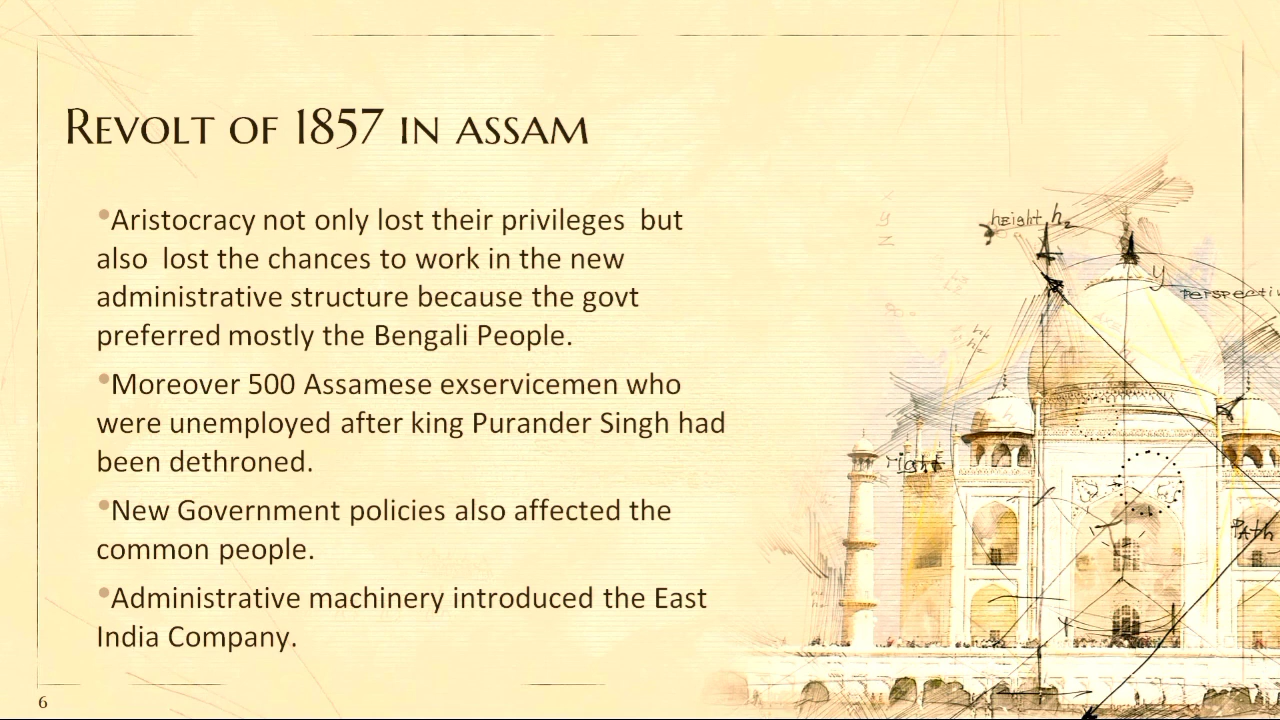 Revolt of 1857 in assam
•Aristocracy not only lost their privileges  but
also  lost the chances to work in the new
administrative structure because the govt
preferred mostly the Bengali People.
•Moreover 500 Assamese exservicemen who
were unemployed after king Purander Singh had
been dethroned.
•New Government policies also affected the
common people.
•Administrative machinery introduced the East
India Company.
6
x
y
z
height h₂
y
Perspectiv
Path